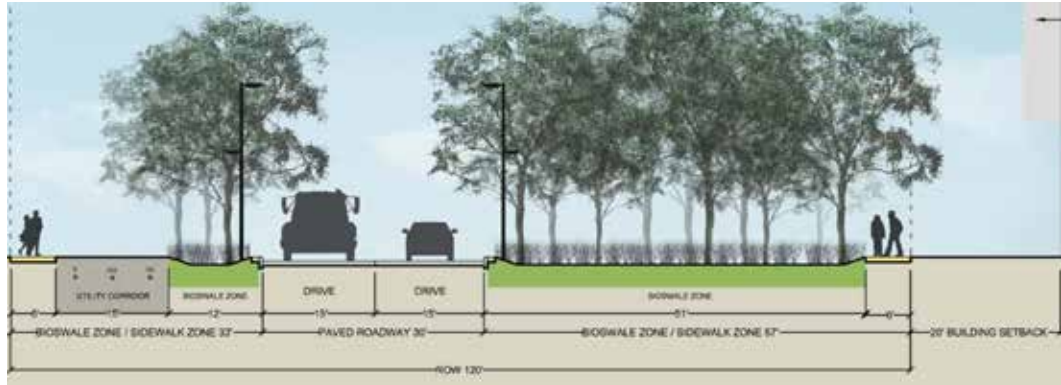 UTILITY CORRIDOR
BIOSWALE ZONE
DRIVE
DRIVE
BIOSWALE ZONE
6'
15'
12'
15'
15'
51'
6'
BIOSWALE ZONE / SIDEWALK ZONE 33'
PAVED ROADWAY 30'
BIOSWALE ZONE / SIDEWALK ZONE 57'
20' BUILDING SETBACK
ROW 120'